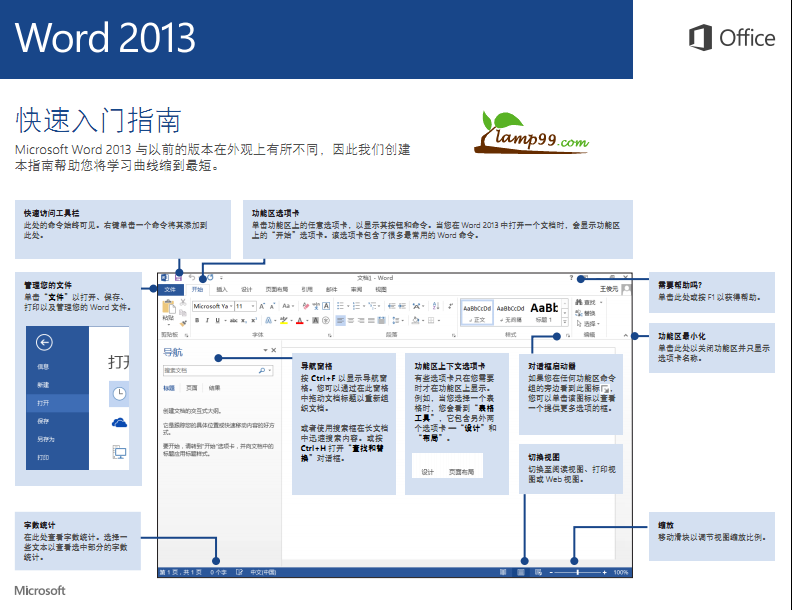 Word 2013
Office
快速入门指南
lamp99.com
Microsoft Word 2013 与以前的版本在外观上有所不同，因此我们创建
本指南帮助您将学习曲线缩到最短。
快速访问工具栏
此处的命令始终可见。右键单击一个命令将其添加到
此处。
功能区选项卡
单击功能区上的任意选项卡，以显示其按钮和命令。当您在 Word 2013 中打开一个文档时，会显示功能区
上的“开始”选项卡。该选项卡包含了很多最常用的 Word 命令。
管理您的文件
单击“文件”以打开、保存、
打印以及管理您的 Word 文件。
信息
新建
打开
保存
另存为
打印
打开
文档1 - Word
文件 开始 插入 设计 页面布局 引用 邮件 审阅 视图
王俊元
粘贴
Microsoft Ya 11
AaBbCcDd AaBbCcDd AaBb
正文 无间隔 标题 1
查找
替换
选择
剪贴板 字体 段落 样式 编辑
导航
搜索文档
标题 页面 结果
创建文档的交互式大纲。
它是跟踪您的具体位置或快速移动内容的好方
式。
要开始，请转到“开始”选项卡，并向文档中的
标题应用标题样式。
导航窗格
按 Ctrl+F 以显示导航窗
格。您可以通过在此窗格
中拖动文档标题以重新组
织文档。
或者使用搜索框在长文档
中迅速搜索内容。或按
Ctrl+H 打开“查找和替
换”对话框。
功能区上下文选项卡
有些选项卡只在您需要
时才在功能区上显示。
例如，当您选择一个表
格时，您会看到“表格
工具”，它包含另外两
个选项卡 — “设计”和
“布局”。
设计 页面布局
对话框启动器
如果您在任何功能区命令
组的旁边看到此图标，
您可以单击该图标以查看
一个提供更多选项的框。
切换视图
切换至阅读视图、打印视
图或 Web 视图。
需要帮助吗?
单击此处或按 F1 以获得帮助。
功能区最小化
单击此处以关闭功能区并只显示
选项卡名称。
字数统计
在此处查看字数统计。选择一
些文本以查看选中部分的字数
统计。
第 1 页，共 1 页 0 个字 中文(中国)
100%
缩放
移动滑块以调节视图缩放比例。
Microsoft